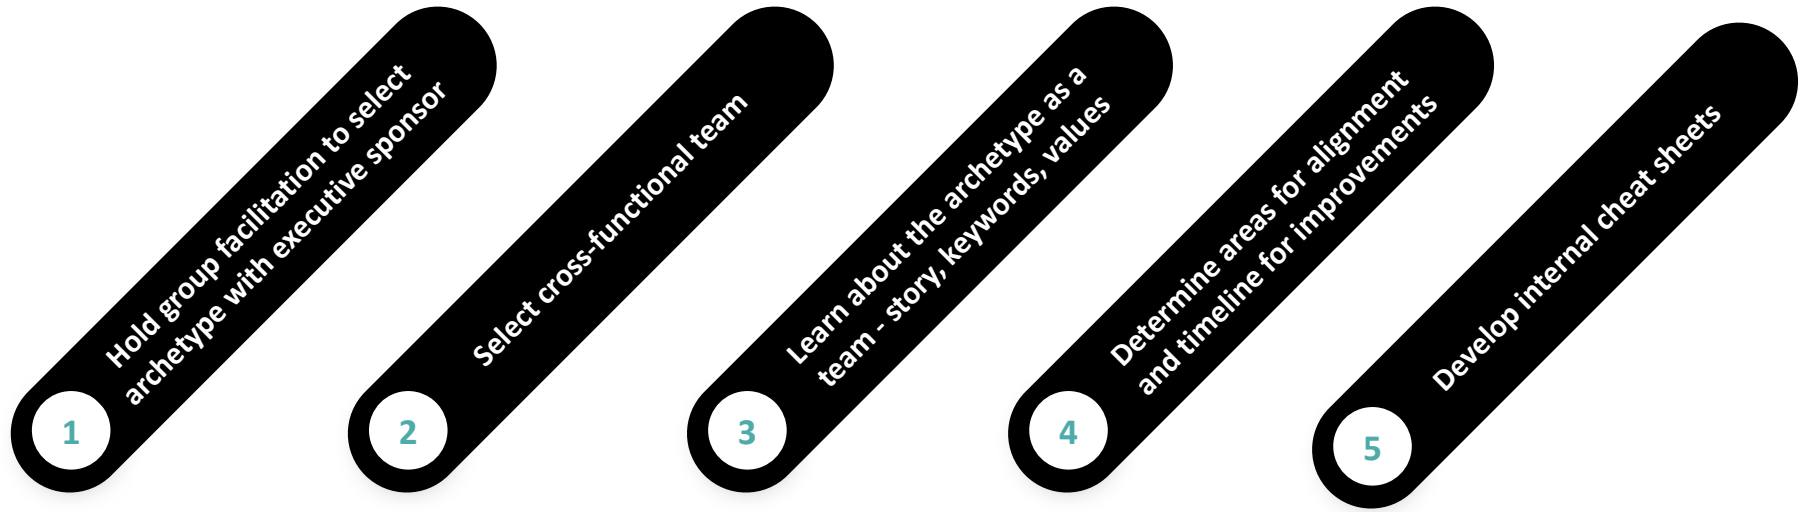 Hold group facilitation to select
archetype with executive sponsor
1
Select cross-functional team
2
Learn about the archetype as a
team - story, keywords, values
3
Determine areas for alignment
and timeline for improvements
4
Develop internal cheat sheets
5